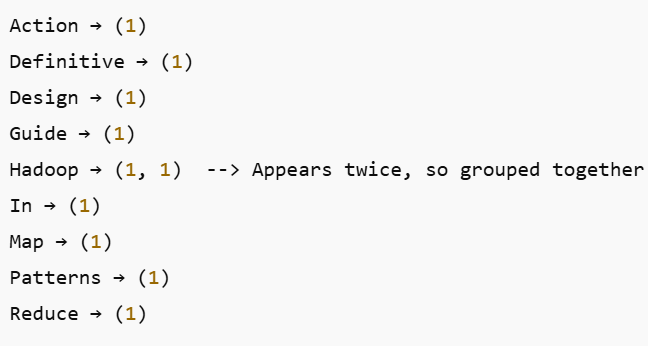 Action → (1)
Definitive → (1)
Design → (1)
Guide → (1)
Hadoop → (1, 1)  --> Appears twice, so grouped together
In → (1)
Map → (1)
Patterns → (1)
Reduce → (1)